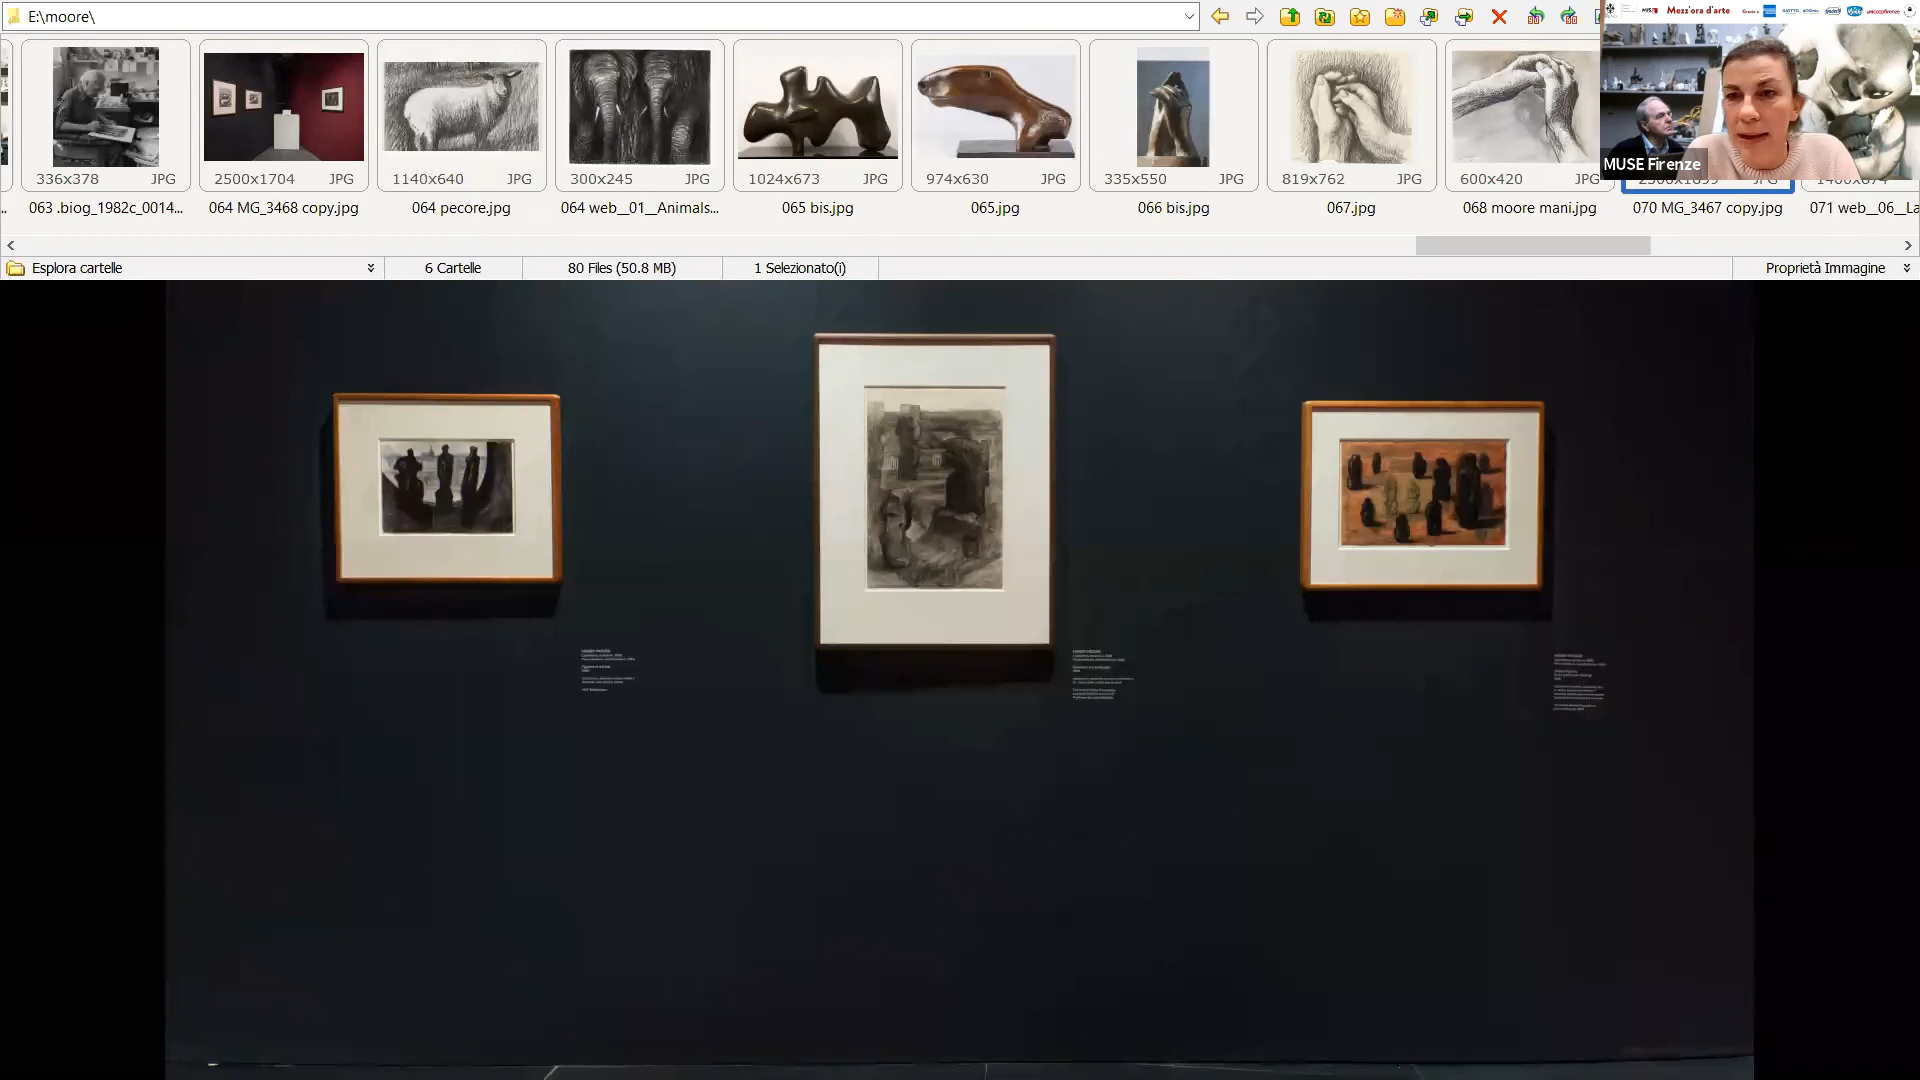 E:\moore\
Mezz'ora d'arte
MUSE Firenze
336x378 JPG
2500x1704 JPG
1140x640 JPG
300x245 JPG
1024x673 JPG
974x630 JPG
335x550 JPG
819x762 JPG
600x420 JPG
063 .biog_1982c_0014...
064 MG_3468 copy.jpg
064 pecore.jpg
064 web__01__Animals...
065 bis.jpg
065.jpg
066 bis.jpg
067.jpg
068 moore mani.jpg
070 MG_3467 copy.jpg
071 web__06__La
Esplora cartelle
6 Cartelle
80 Files (50.8 MB)
1 Selezionato(i)
Proprietà Immagine